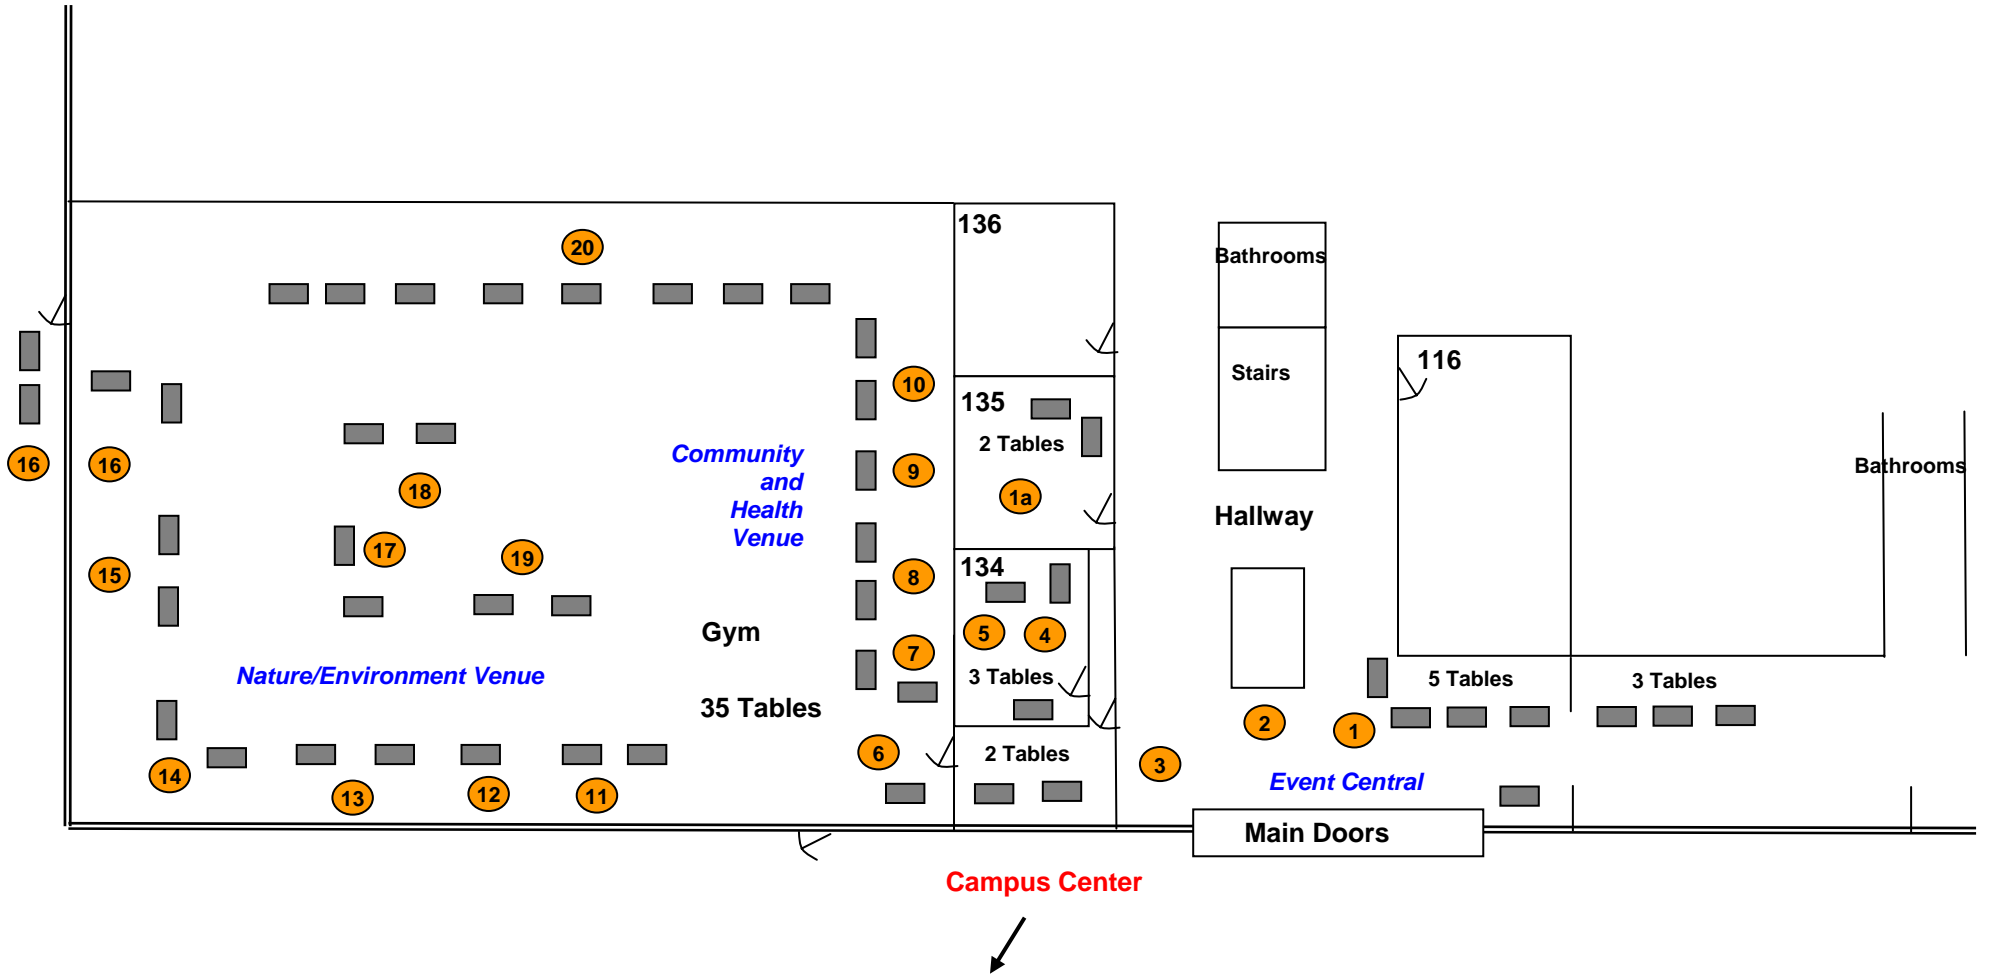 136
20
Bathrooms
Stairs
116
10
135
2 Tables
Community
and
Health
Venue
9
16
16
18
1a
Bathrooms
Hallway
17
19
15
8
134
5
4
Gym
7
3 Tables
Nature/Environment Venue
35 Tables
5 Tables
3 Tables
2
1
6
2 Tables
3
14
13
12
11
Event Central
Main Doors
Campus Center